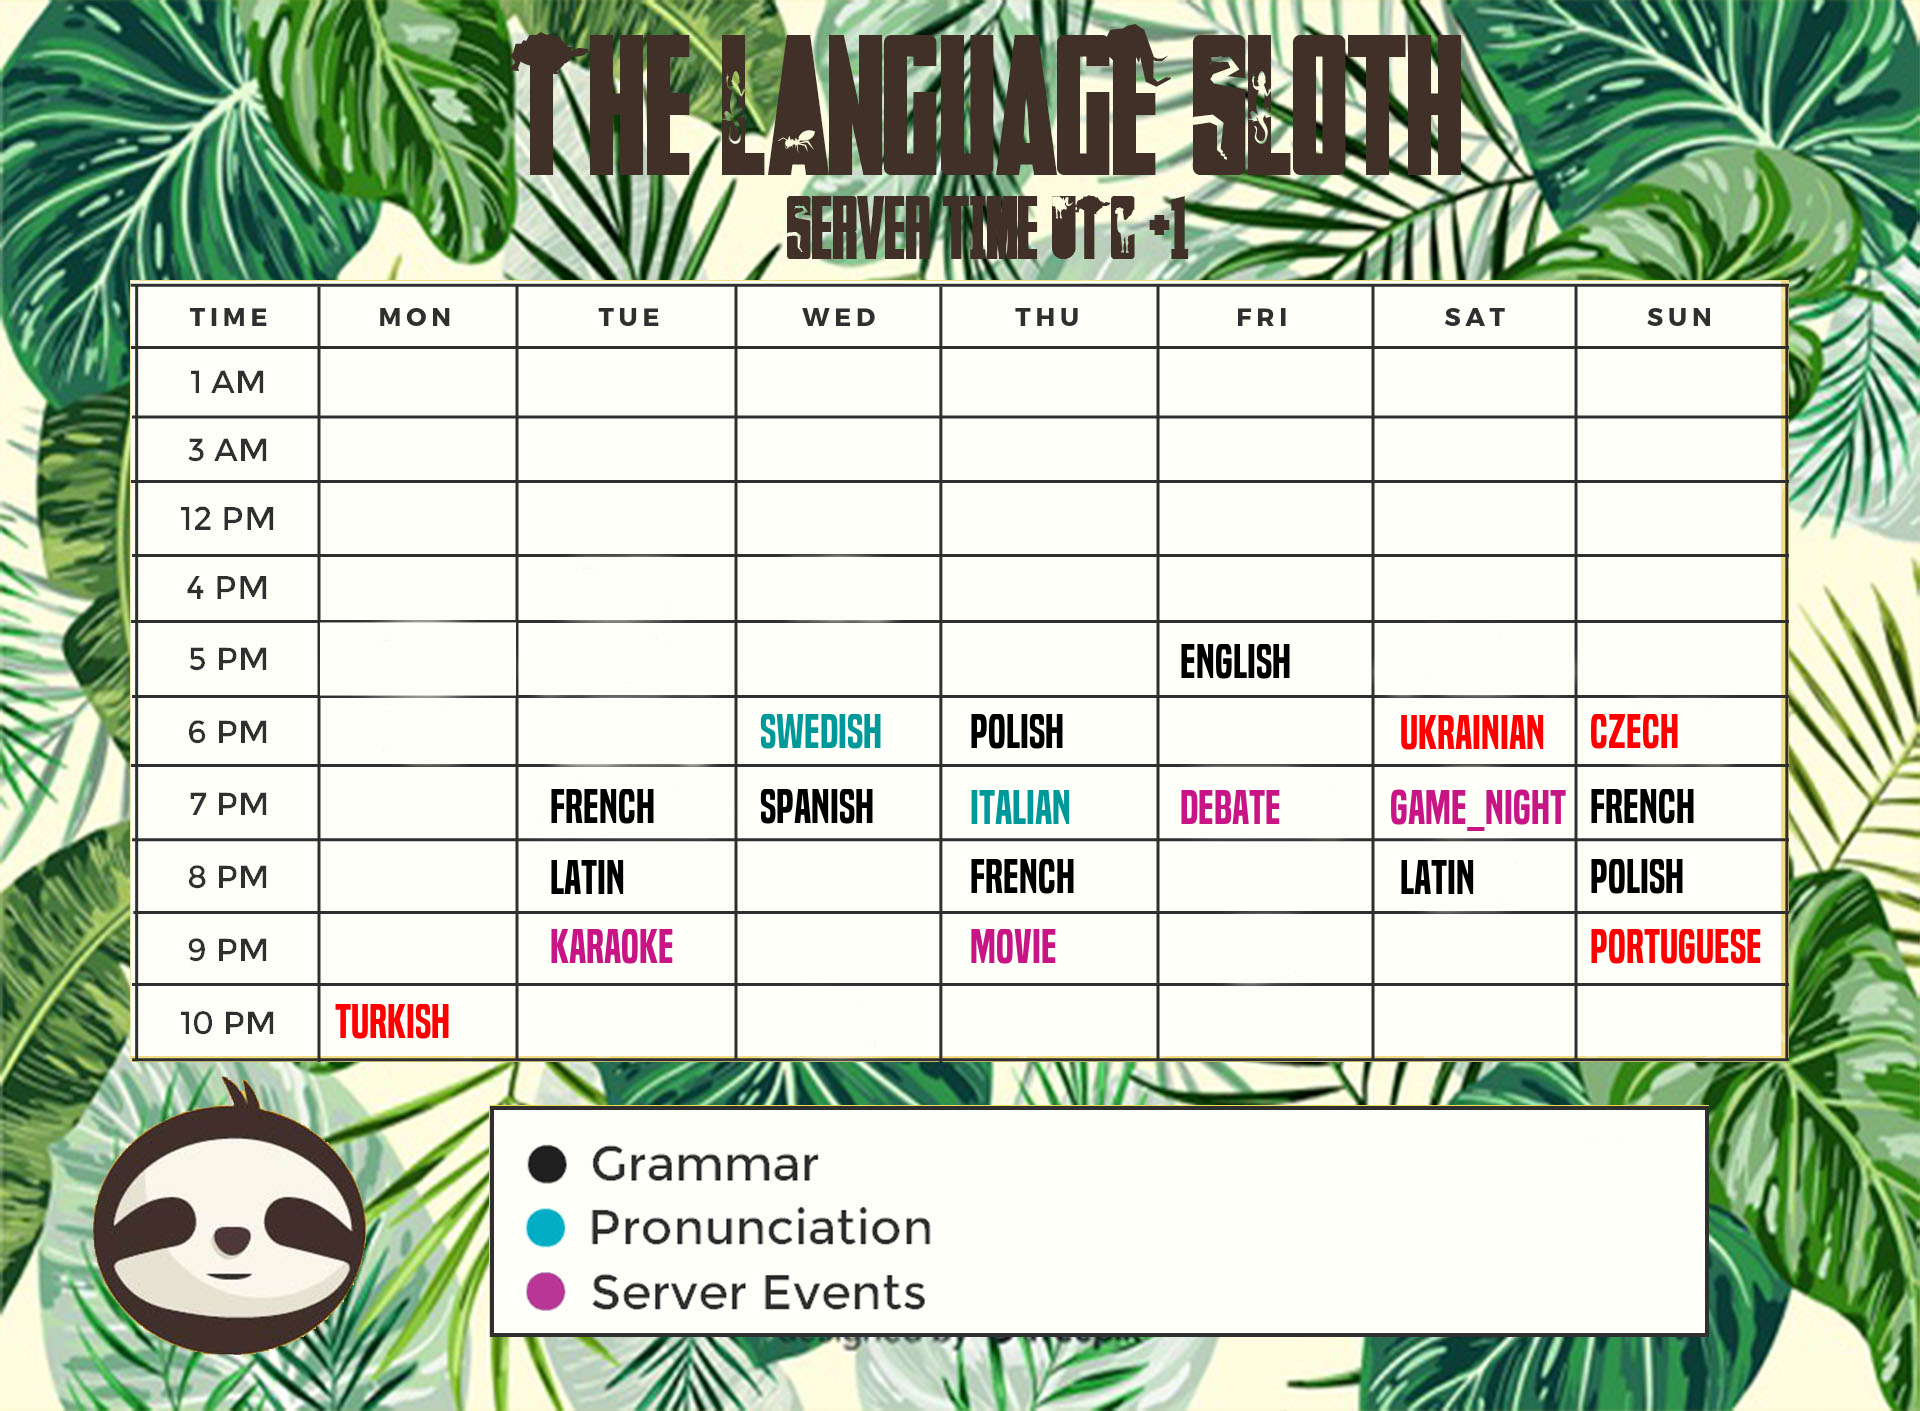 THE LANGUAGE SLOTH
SERVER TIME UTC +1
TIME MON TUE WED THU FRI SAT SUN
1 AM
3 AM
12 PM
4 PM
5 PM ENGLISH
6 PM SWEDISH POLISH UKRAINIAN CZECH
7 PM FRENCH SPANISH ITALIAN DEBATE GAME_NIGHT FRENCH
8 PM LATIN FRENCH LATIN POLISH
9 PM KARAOKE MOVIE PORTUGUESE
10 PM TURKISH
Grammar
Pronunciation
Server Events